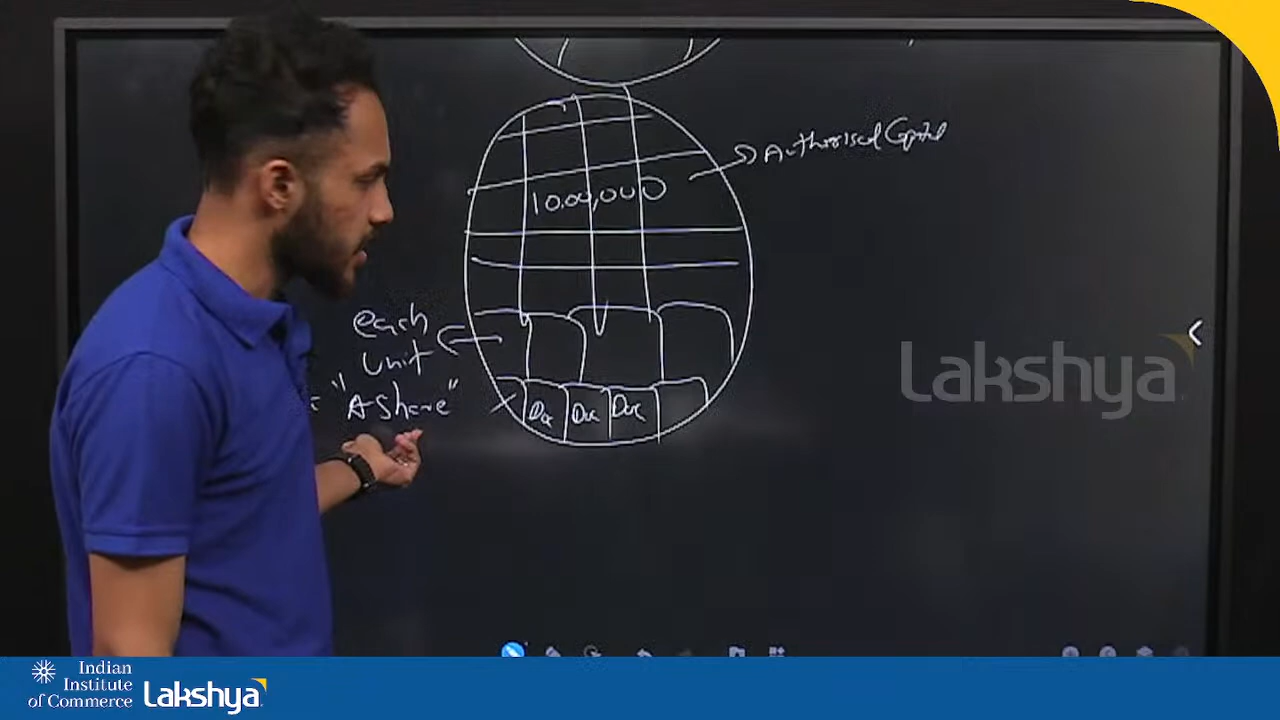 Authorised Capital
10,00,000
each
unit
= "A share"
Lakshya
Indian
Institute
of Commerce
Lakshya